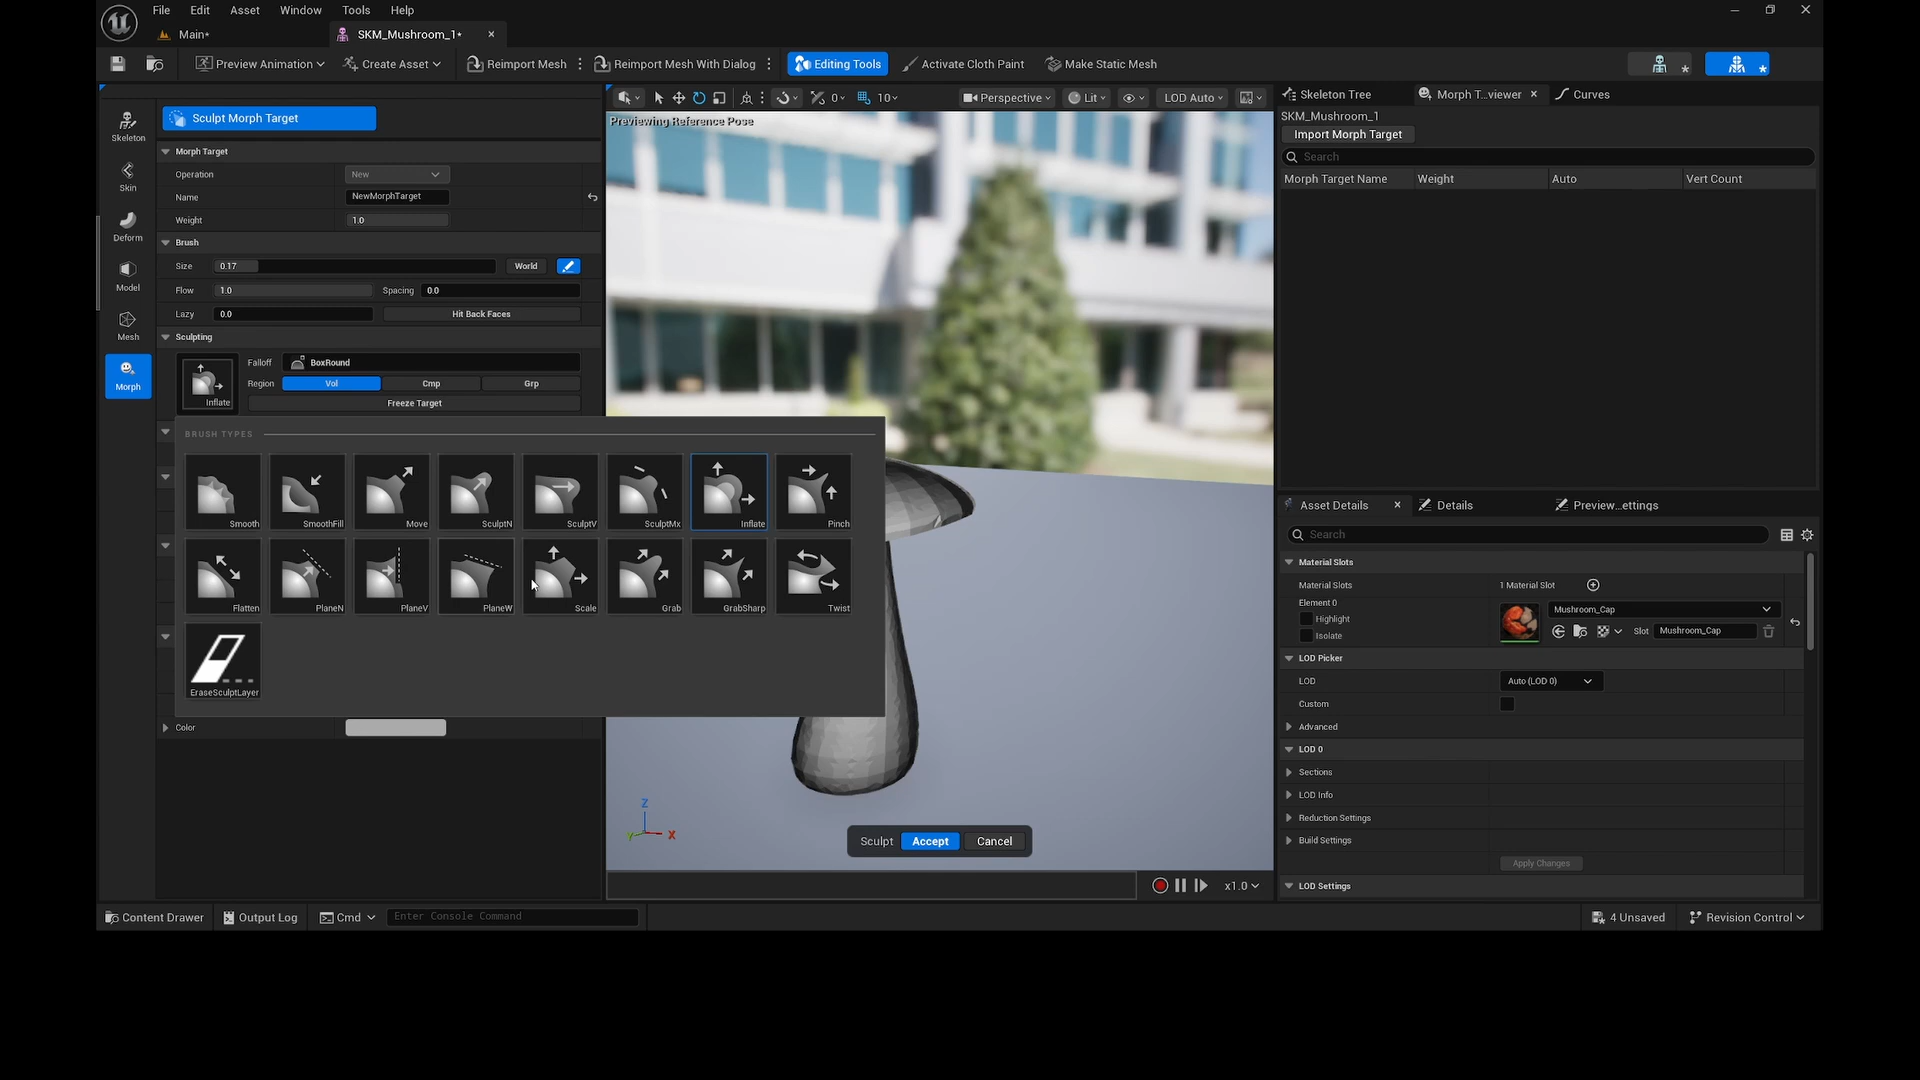 File Edit Asset Window Tools Help
Main*
SKM_Mushroom_1*
Preview Animation
Create Asset
Reimport Mesh
Reimport Mesh With Dialog
Editing Tools
Activate Cloth Paint
Make Static Mesh
Skeleton
Skin
Deform
Model
Mesh
Morph
Sculpt Morph Target
Morph Target
Operation New
Name NewMorphTarget
Weight 1.0
Brush
Size 0.17 World
Flow 1.0 Spacing 0.0
Lazy 0.0 Hit Back Faces
Sculpting
Inflate
Falloff BoxRound
Region Vol Cmp Grp
Freeze Target
BRUSH TYPES
Smooth SmoothFill Move SculptN SculptV SculptMx Inflate Pinch
Flatten PlaneN PlaneV PlaneW Scale Grab GrabSharp Twist
EraseSculptLayer
Color
0 10 Perspective Lit LOD Auto
Previewing Reference Pose
Z
Y X
Sculpt Accept Cancel
x1.0
Skeleton Tree Morph T...viewer Curves
SKM_Mushroom_1
Import Morph Target
Search
Morph Target Name Weight Auto Vert Count
Asset Details Details Preview...ettings
Search
Material Slots
Material Slots 1 Material Slot
Element 0
Highlight
Isolate
Mushroom_Cap
Slot Mushroom_Cap
LOD Picker
LOD Auto (LOD 0)
Custom
Advanced
LOD 0
Sections
LOD Info
Reduction Settings
Build Settings
Apply Changes
LOD Settings
Content Drawer Output Log Cmd Enter Console Command 4 Unsaved Revision Control